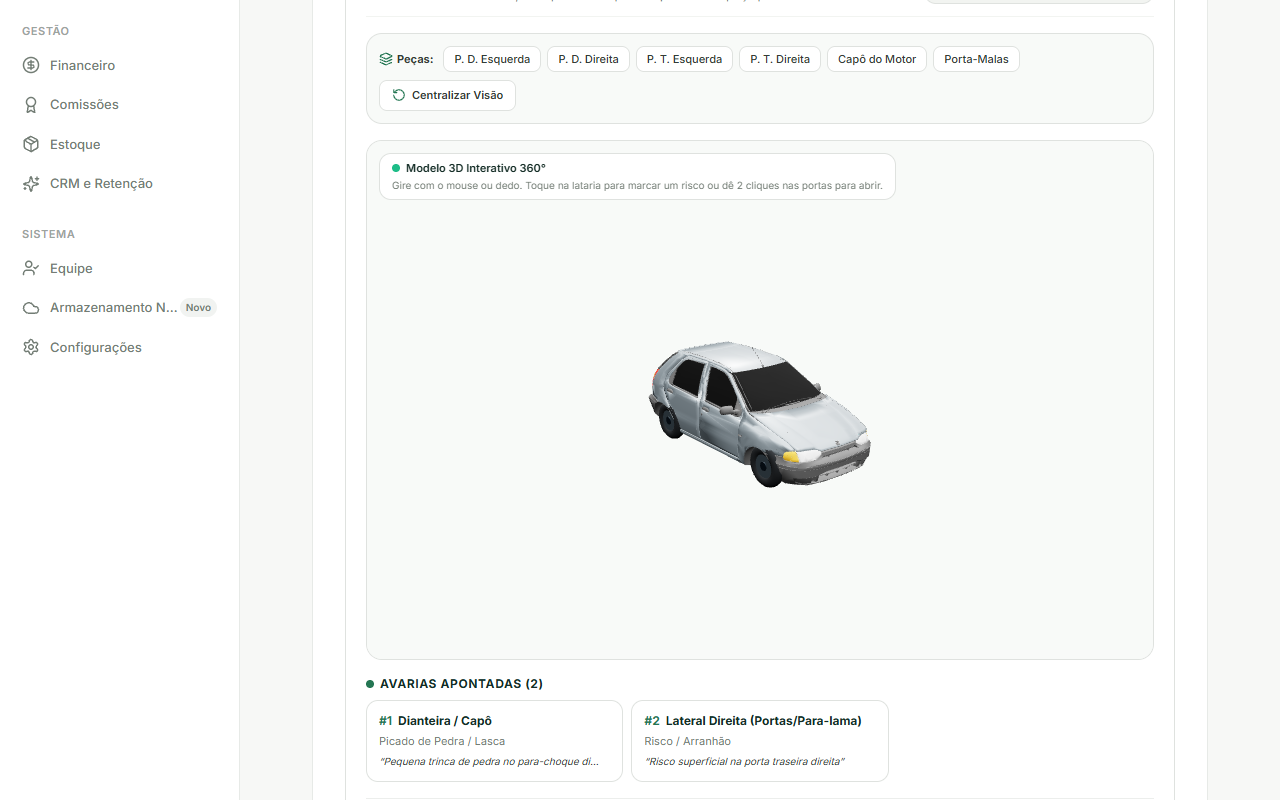 GESTÃO
Financeiro
Comissões
Estoque
CRM e Retenção
SISTEMA
Equipe
Armazenamento N... Novo
Configurações
Peças: P. D. Esquerda P. D. Direita P. T. Esquerda P. T. Direita Capô do Motor Porta-Malas
Centralizar Visão
Modelo 3D Interativo 360°
Gire com o mouse ou dedo. Toque na lataria para marcar um risco ou dê 2 cliques nas portas para abrir.
AVARIAS APONTADAS (2)
#1 Dianteira / Capô
Picado de Pedra / Lasca
"Pequena trinca de pedra no para-choque di...
#2 Lateral Direita (Portas/Para-lama)
Risco / Arranhão
"Risco superficial na porta traseira direita"